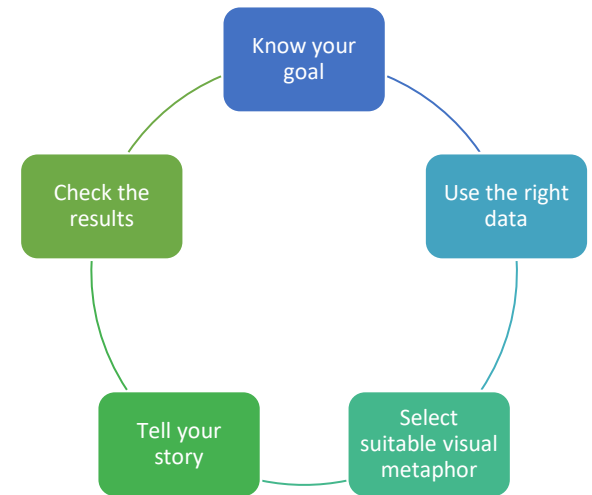 Know your
goal
Use the right
data
Select
suitable visual
metaphor
Tell your
story
Check the
results